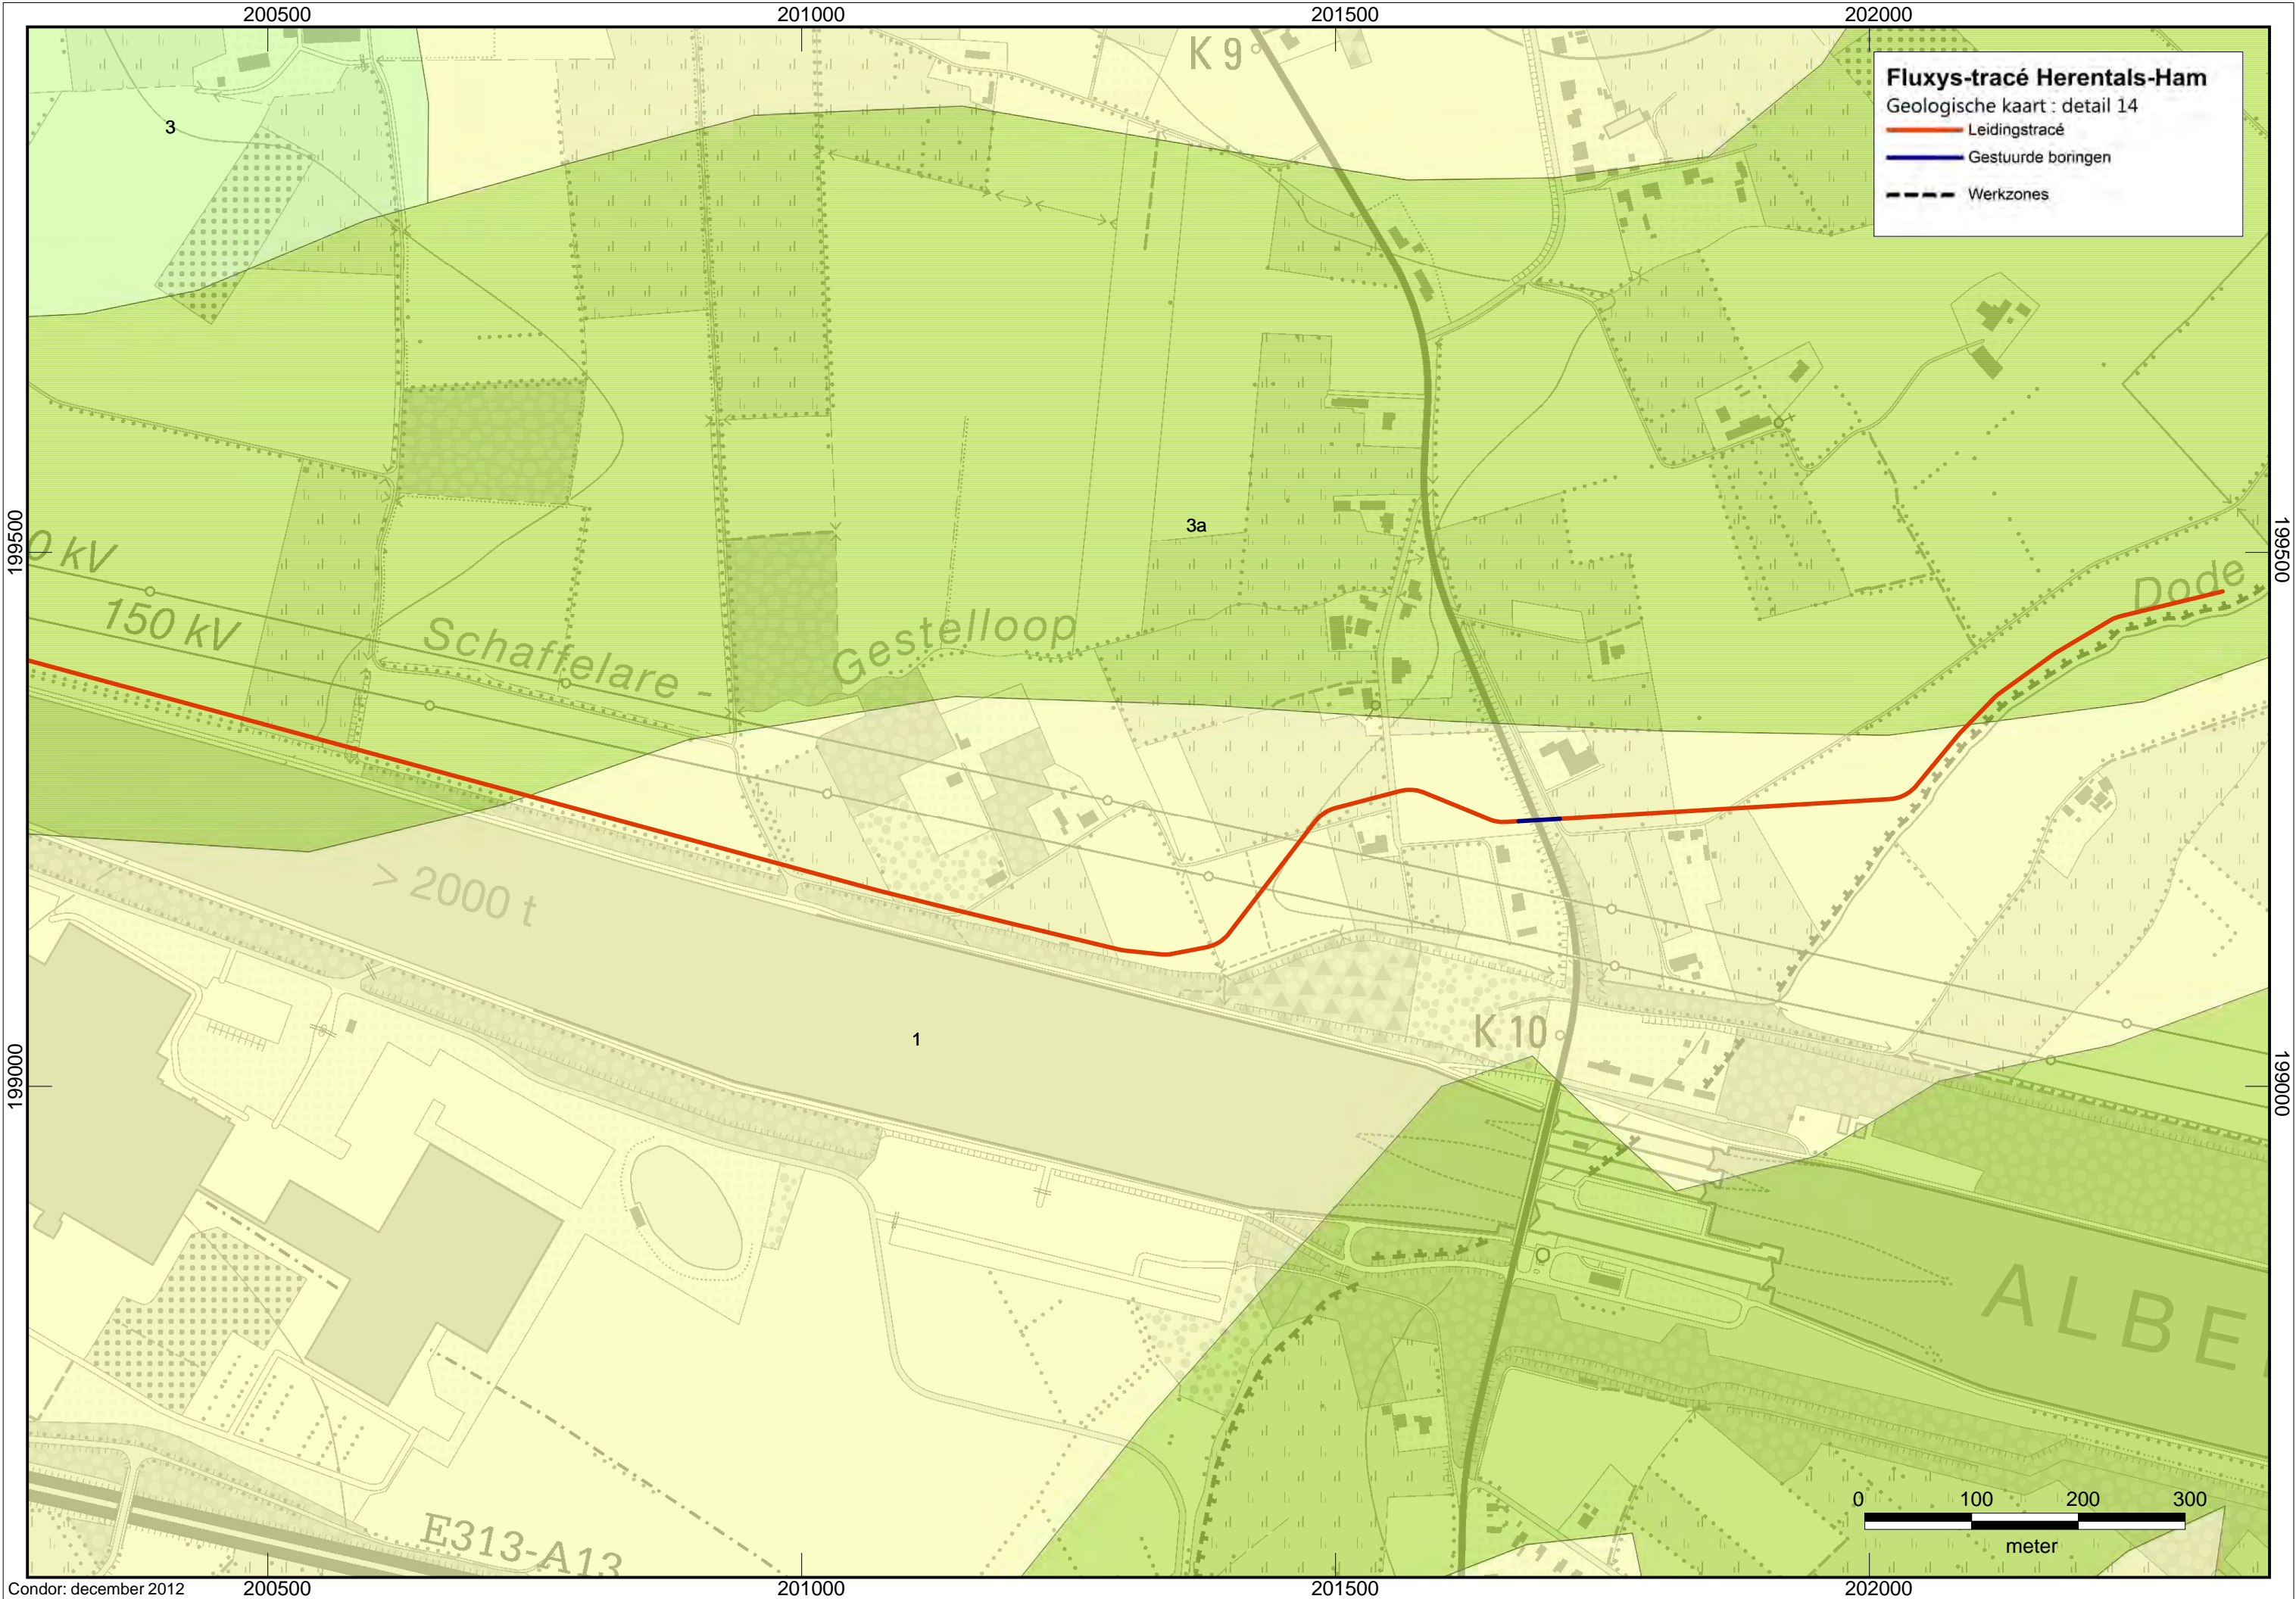 200500 201000 201500 202000
K 9
Fluxys-tracé Herentals-Ham
Geologische kaart : detail 14
Leidingstracé
Gestuurde boringen
Werkzones
3
3a
199500
199500
0 kV
150 kV
Schaffelare - Gestelloop
Dode
> 2000 t
1
K 10
199000
199000
ALBE
E313-A13
0 100 200 300
meter
Condor: december 2012
200500 201000 201500 202000